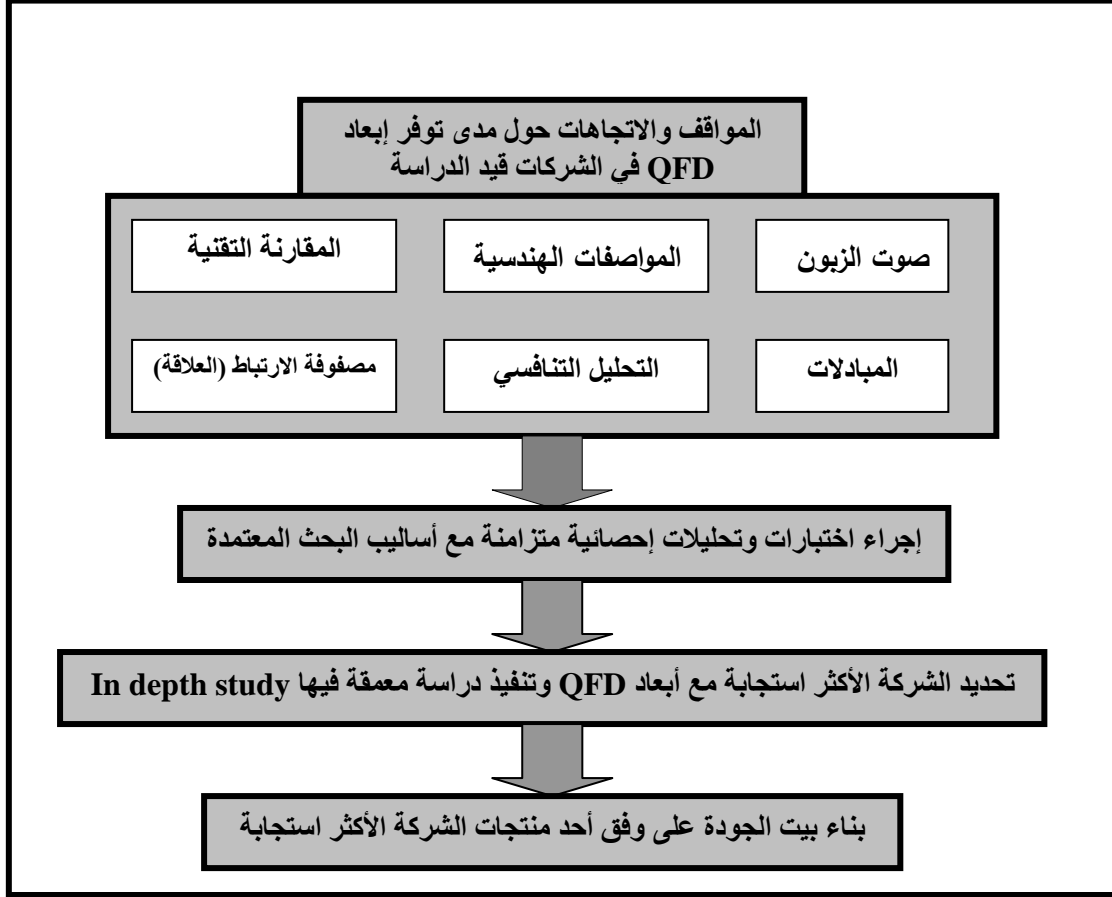 المواقف والاتجاهات حول مدى توفر إبعاد
QFD في الشركات قيد الدراسة
صوت الزبون
المواصفات الهندسية
المقارنة التقنية
المبادلات
التحليل التنافسي
مصفوفة الارتباط (العلاقة)
إجراء اختبارات وتحليلات إحصائية متزامنة مع أساليب البحث المعتمدة
تحديد الشركة الأكثر استجابة مع أبعاد QFD وتنفيذ دراسة معمقة فيها In depth study
بناء بيت الجودة على وفق أحد منتجات الشركة الأكثر استجابة